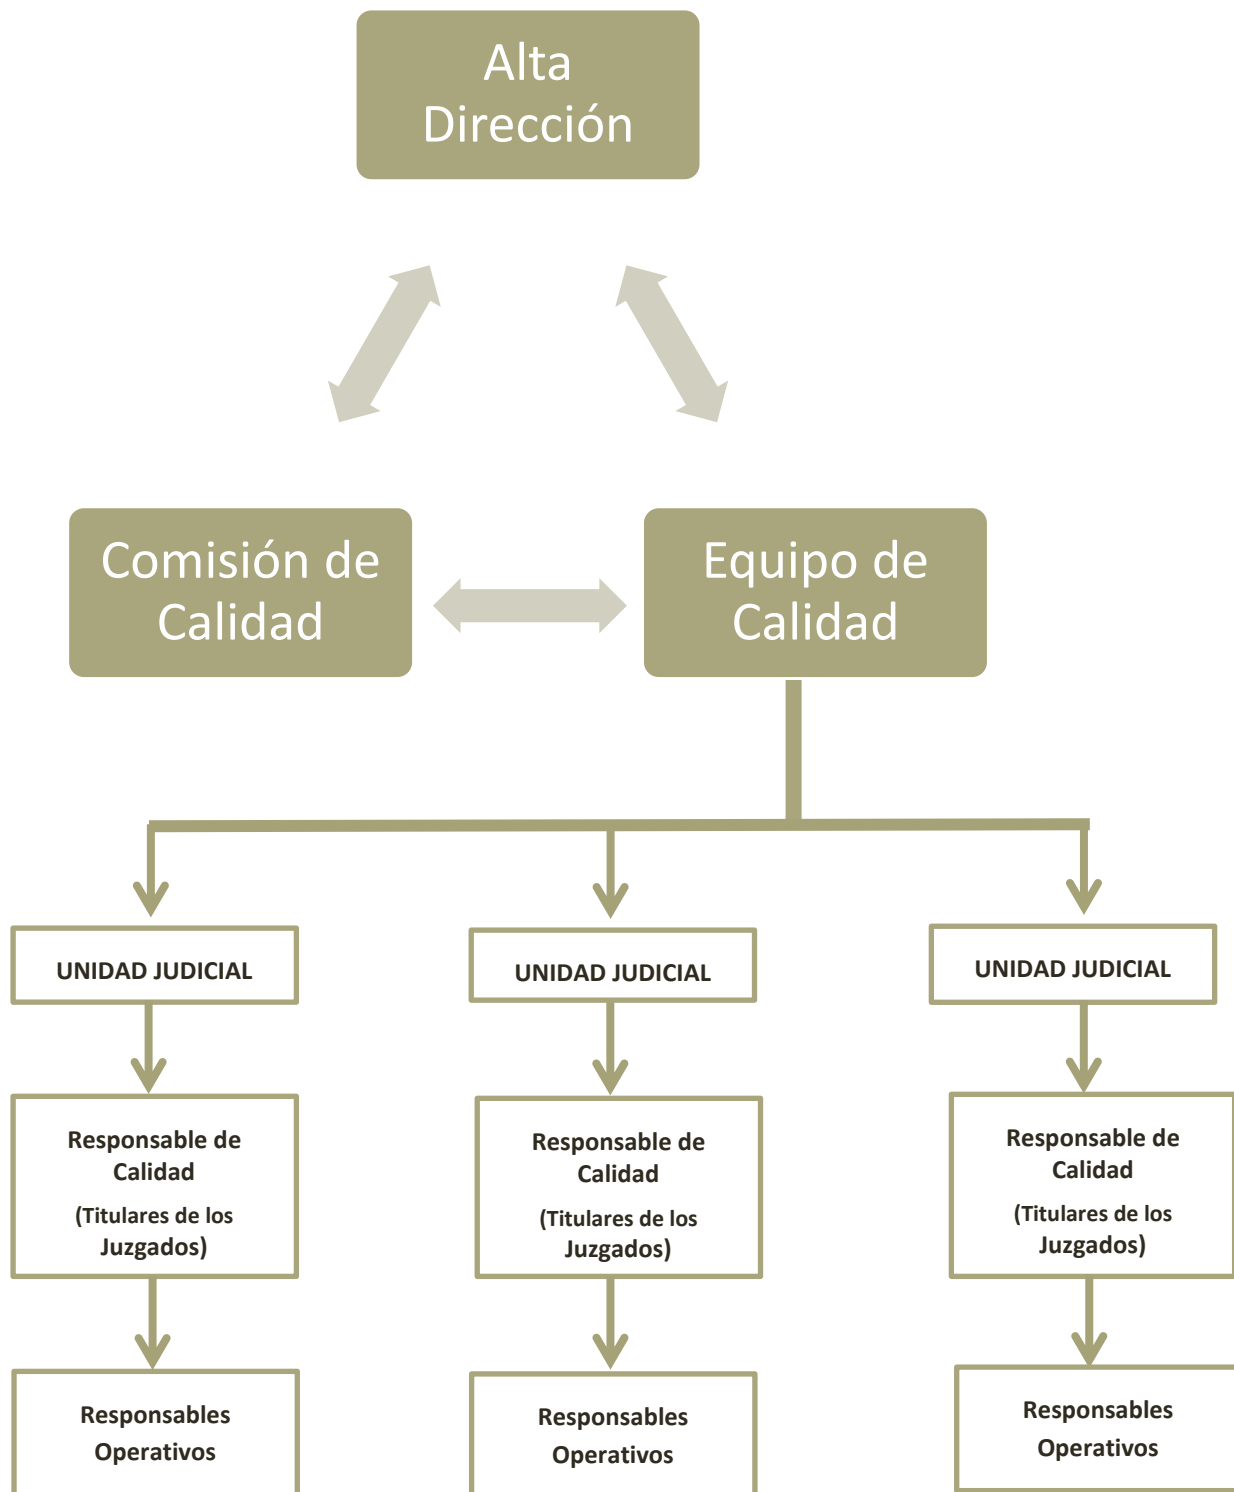 Alta
Dirección
Comisión de
Calidad
Equipo de
Calidad
UNIDAD JUDICIAL
UNIDAD JUDICIAL
UNIDAD JUDICIAL
Responsable de
Calidad
(Titulares de los
Juzgados)
Responsable de
Calidad
(Titulares de los
Juzgados)
Responsable de
Calidad
(Titulares de los
Juzgados)
Responsables
Operativos
Responsables
Operativos
Responsables
Operativos